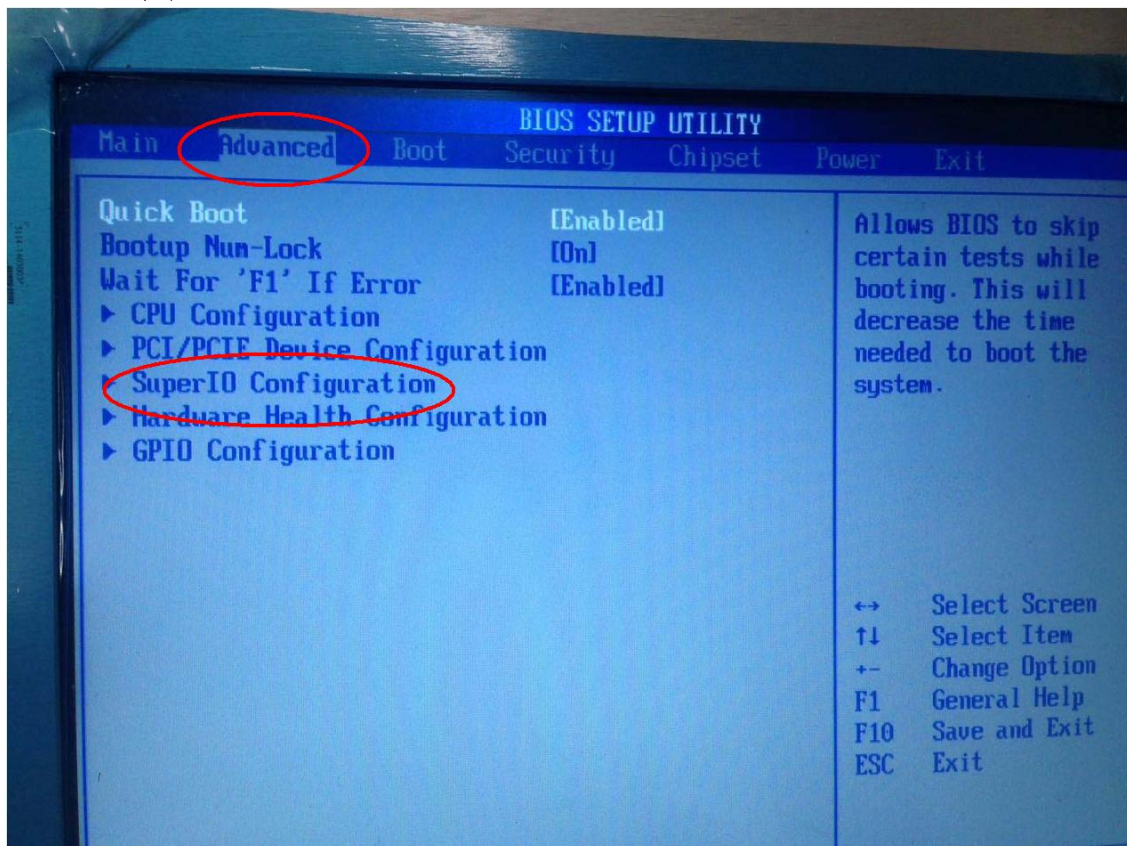 BIOS SETUP UTILITY
Main Advanced Boot Security Chipset Power Exit
Quick Boot [Enabled]
Bootup Num-Lock [On]
Wait For 'F1' If Error [Enabled]
▶ CPU Configuration
▶ PCI/PCIE Device Configuration
▶ SuperIO Configuration
▶ Hardware Health Configuration
▶ GPIO Configuration
Allows BIOS to skip
certain tests while
booting. This will
decrease the time
needed to boot the
system.
↔ Select Screen
↑↓ Select Item
+- Change Option
F1 General Help
F10 Save and Exit
ESC Exit